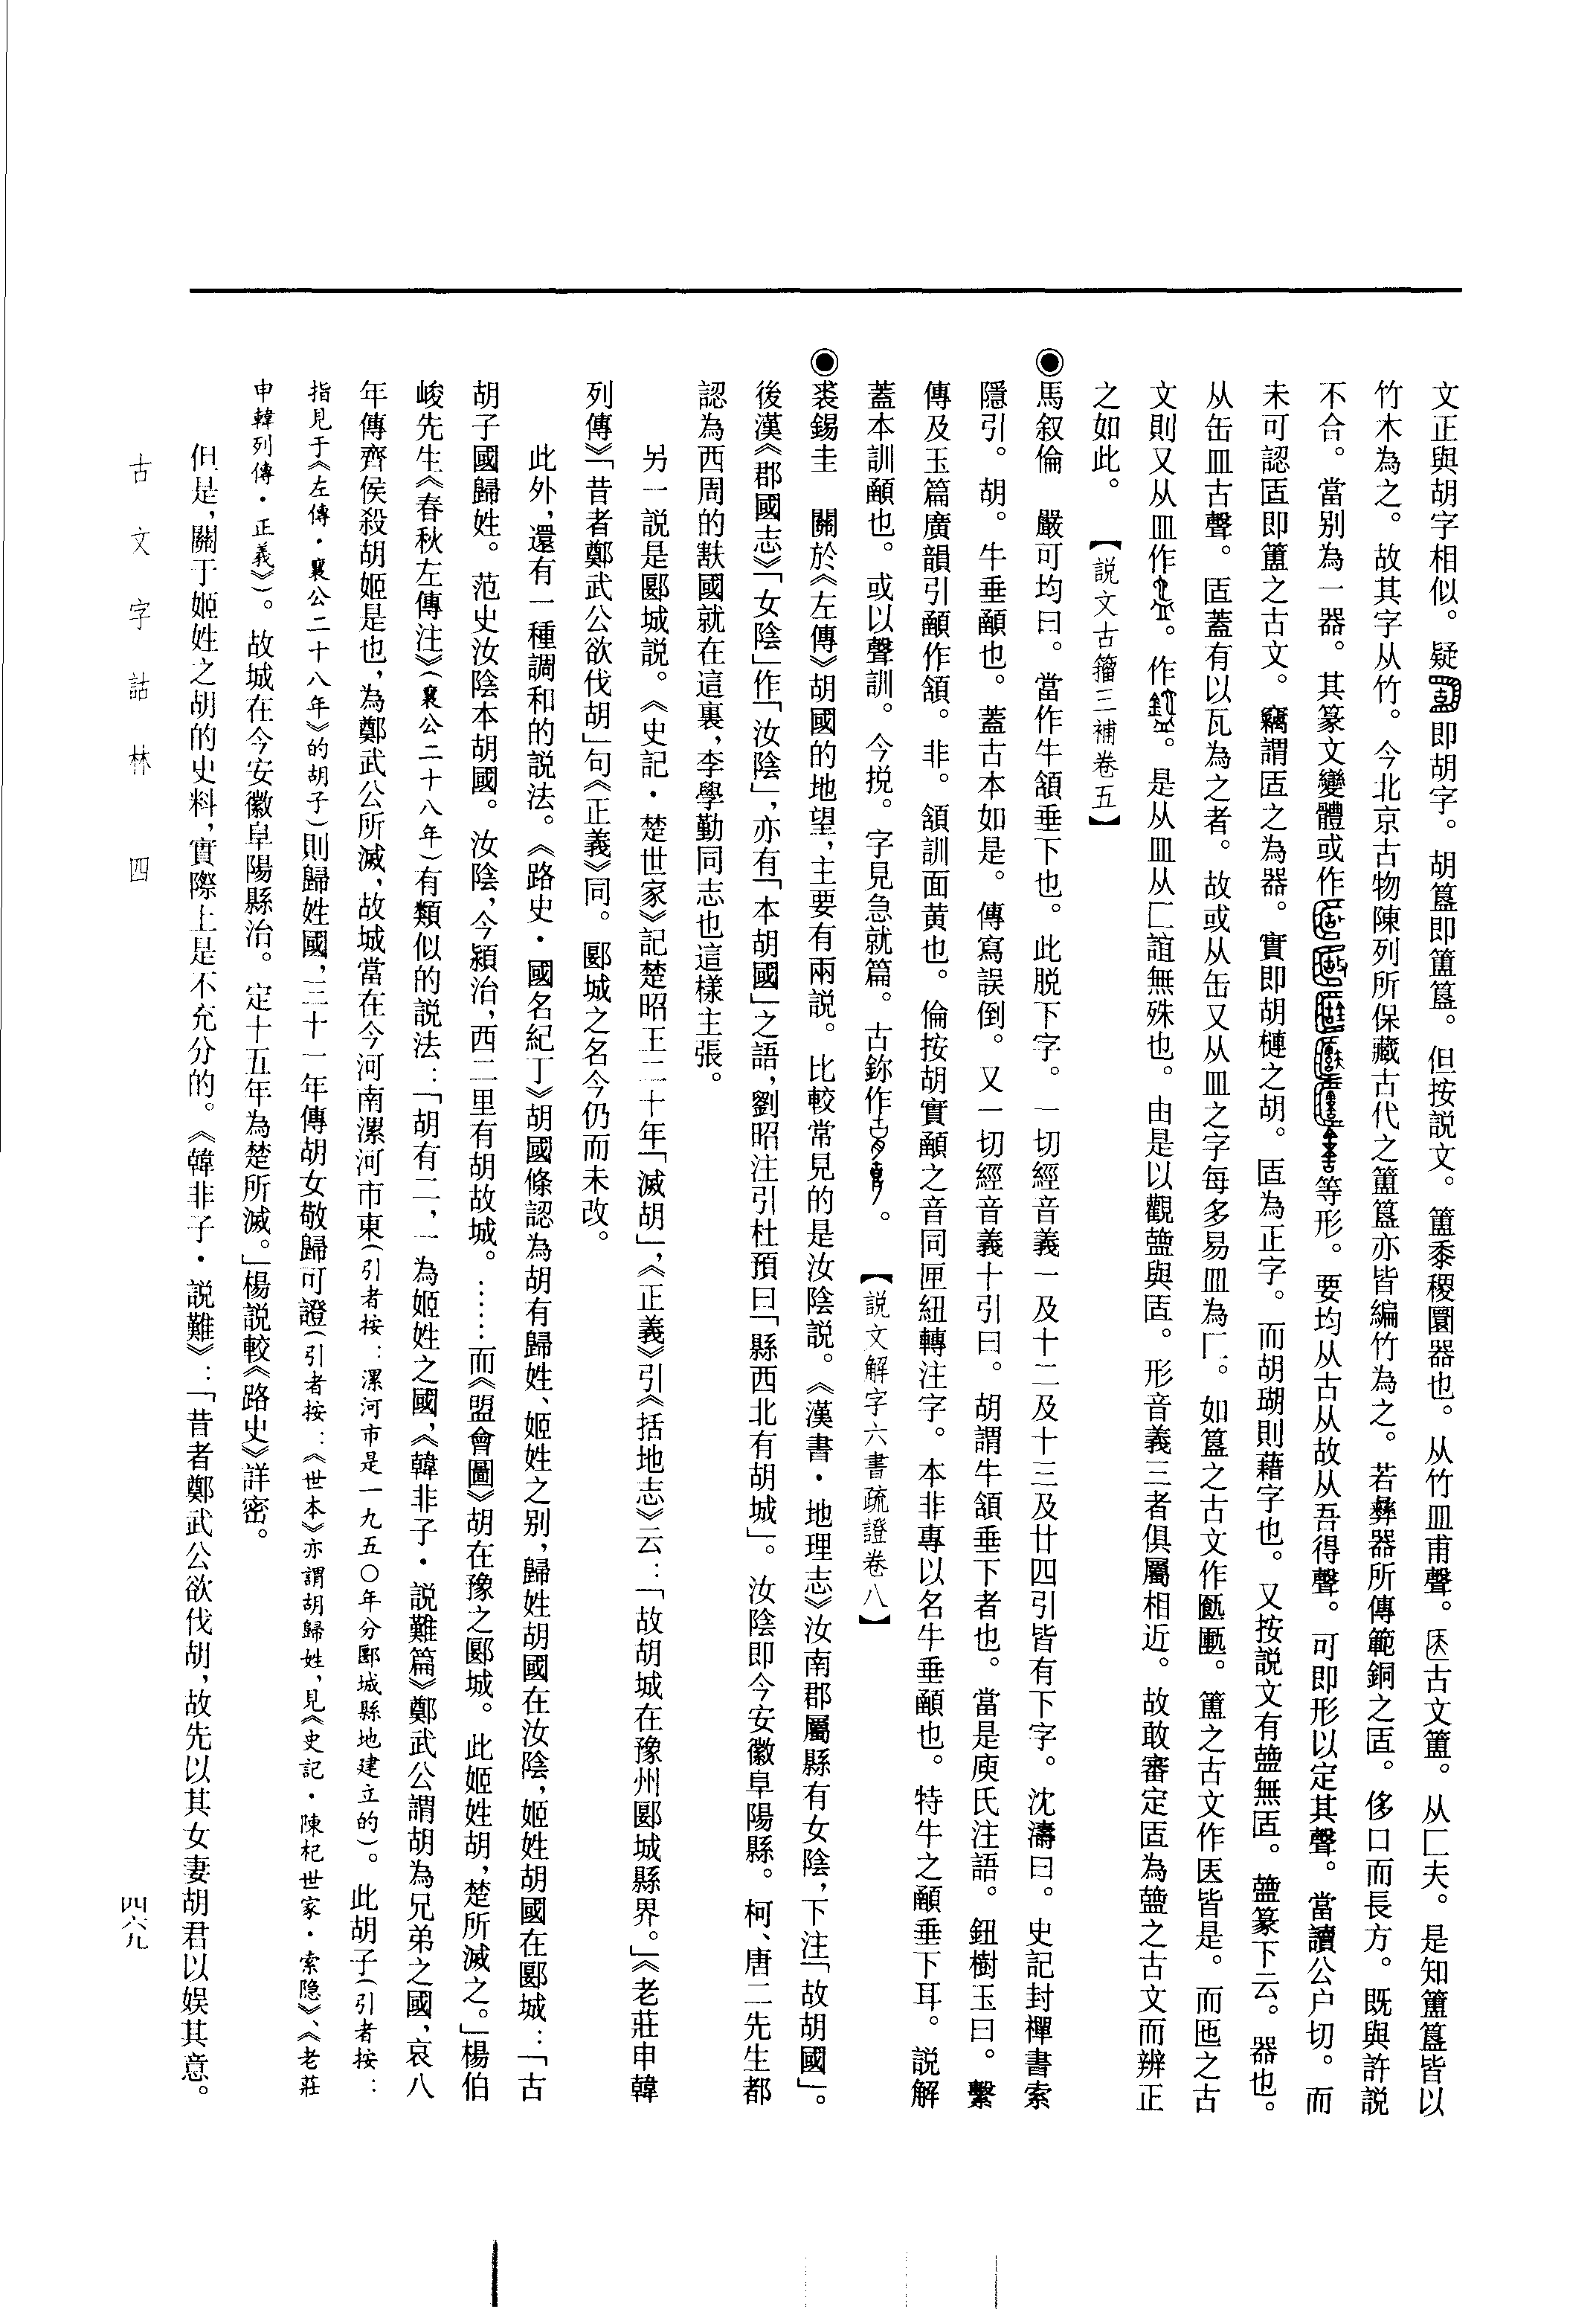 文正與胡字相似。疑即胡字。胡簋即簠簋。但按說文。簠黍稷圜器也。从竹皿甫聲。医古文簠。从匚夫。是知簠簋皆以
竹木為之。故其字从竹。今北京古物陳列所保藏古代之簠簋亦皆編竹為之。若彝器所傳範銅之𠤳。侈口而長方。既與許説
不合。當别為一器。其篆文變體或作等形。要均从古从故从吾得聲。可即形以定其聲。當讀公户切。而
未可認𠤳即簠之古文。竊謂𠤳之為器。實即胡槤之胡。𠤳為正字。而胡瑚則藉字也。又按説文有盬無𠤳。盬篆下云。器也。
从缶皿古聲。𠤳蓋有以瓦為之者。故或从缶又从皿之字每多易皿為匚。如簋之古文作匭。簠之古文作医皆是。而匜之古
文則又从皿作。作。是从皿从匚誼無殊也。由是以觀盬與𠤳。形音義三者俱屬相近。故敢審定𠤳為盬之古文而辨正
之如此。【説文古籀三補卷五】
◉馬叙倫　嚴可均曰。當作牛頷垂下也。此脱下字。一切經音義一及十二及十三及廿四引皆有下字。沈濤曰。史記封禪書索
隱引。胡。牛垂顄也。蓋古本如是。傳寫誤倒。又一切經音義十引曰。胡謂牛頷垂下者也。當是庾氏注語。鈕樹玉曰。繫
傳及玉篇廣韻引顄作頷。非。頷訓面黄也。倫按胡實顄之音同匣紐轉注字。本非專以名牛垂顄也。特牛之顄垂下耳。説解
蓋本訓顄也。或以聲訓。今挩。字見急就篇。古鉨作。【説文解字六書疏證卷八】
◉裘錫圭　關於《左傳》胡國的地望，主要有兩説。比較常見的是汝陰説。《漢書·地理志》汝南郡屬縣有女陰，下注「故胡國」。
後漢《郡國志》「女陰」作「汝陰」，亦有「本胡國」之語，劉昭注引杜預曰「縣西北有胡城」。汝陰即今安徽阜陽縣。柯、唐二先生都
認為西周的㝬國就在這裏，李學勤同志也這樣主張。
另一説是郾城説。《史記·楚世家》記楚昭王二十年「滅胡」，《正義》引《括地志》云：「故胡城在豫州郾城縣界。」《老莊申韓
列傳》「昔者鄭武公欲伐胡」句《正義》同。郾城之名今仍而未改。
此外，還有一種調和的説法。《路史·國名紀丁》胡國條認為胡有歸姓、姬姓之别，歸姓胡國在汝陰，姬姓胡國在郾城：「古
胡子國歸姓。范史汝陰本胡國。汝陰，今潁治，西二里有胡故城。……而《盟會圖》胡在豫之郾城。此姬姓胡，楚所滅之。」楊伯
峻先生《春秋左傳注》（襄公二十八年）有類似的説法：「胡有二，一為姬姓之國，《韓非子·説難篇》鄭武公謂胡為兄弟之國，哀八
年傳齊侯殺胡姬是也，為鄭武公所滅，故城當在今河南漯河市東（引者按：漯河市是一九五〇年分郾城縣地建立的）。此胡子（引者按：
指見于《左傳·襄公二十八年》的胡子）則歸姓國，三十一年傳胡女敬歸可證（引者按：《世本》亦謂胡歸姓，見《史記·陳杞世家·索隐》、《老莊
申韓列傳·正義》）。故城在今安徽阜陽縣治。定十五年為楚所滅。」楊説較《路史》詳密。
但是，關于姬姓之胡的史料，實際上是不充分的。《韓非子·説難》：「昔者鄭武公欲伐胡，故先以其女妻胡君以娱其意。
古文字詁林　四
四六九